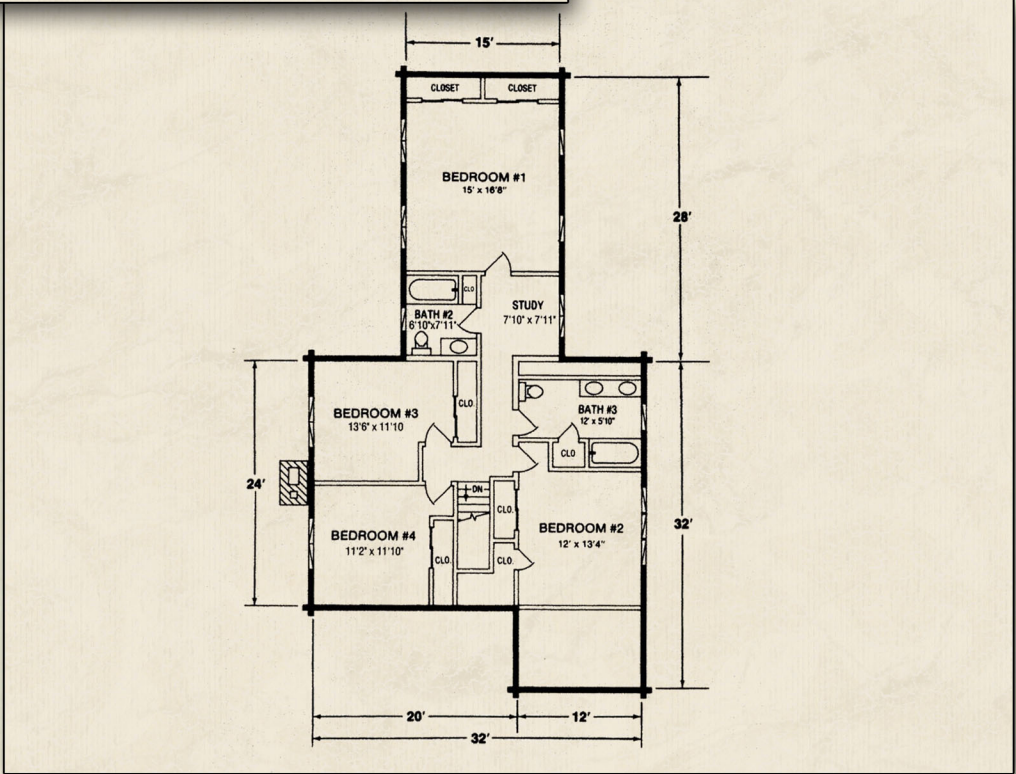 15'
CLOSET CLOSET
BEDROOM #1
15' x 16'8"
28'
CLO
STUDY
7'10" x 7'11"
BATH #2
6'10"x7'11"
CLO.
BEDROOM #3
13'6" x 11'10
BATH #3
12' x 5'10"
CLO
24'
DN
CLO.
BEDROOM #2
12' x 13'4"
32'
BEDROOM #4
11'2" x 11'10"
CLO.
CLO.
20'
12'
32'